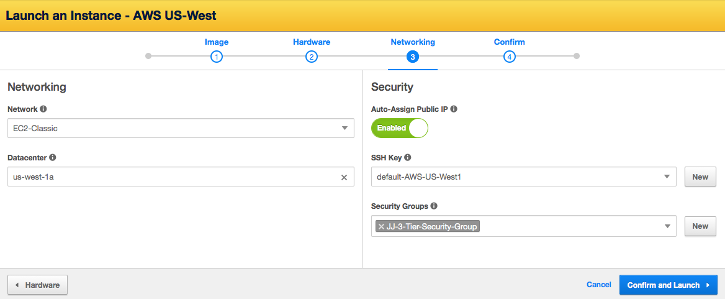 Launch an Instance - AWS US-West
Image
Hardware
Networking
Confirm
1
2
3
4
Networking
Network
EC2-Classic
Datacenter
us-west-1a
Security
Auto-Assign Public IP
Enabled
SSH Key
default-AWS-US-West1
New
Security Groups
JJ-3-Tier-Security-Group
New
Hardware
Cancel
Confirm and Launch